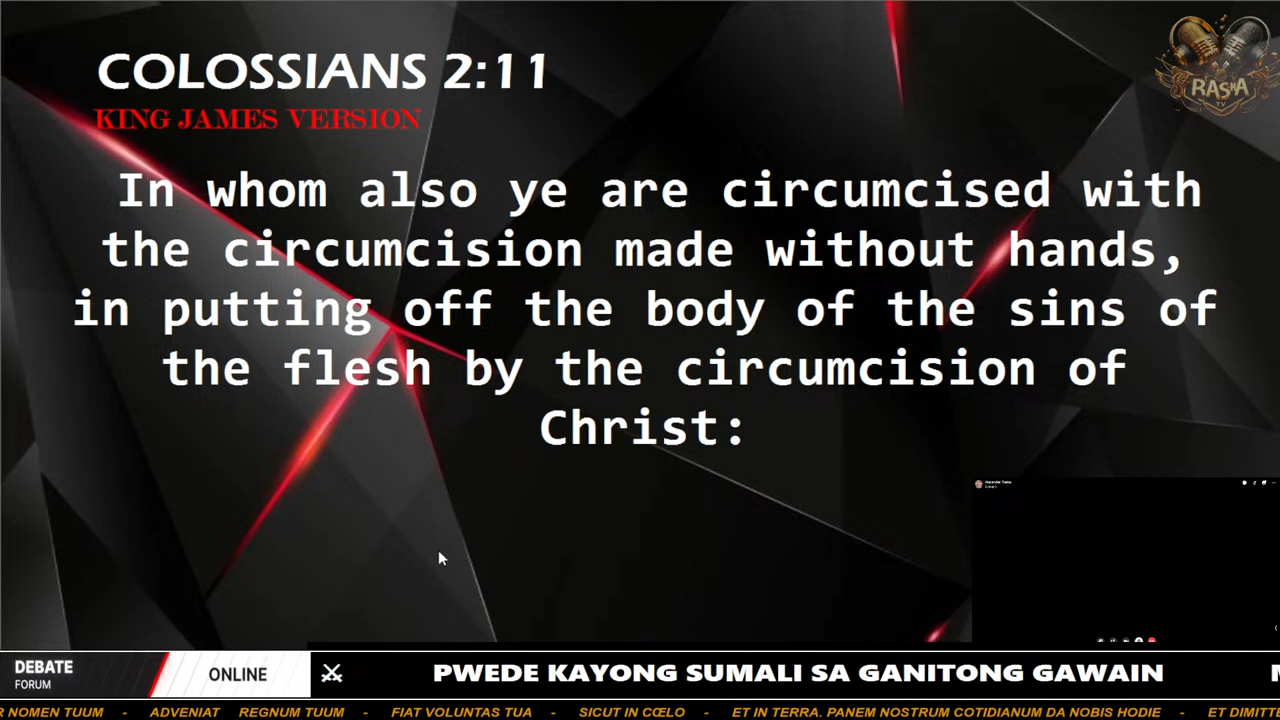 COLOSSIANS 2:11
KING JAMES VERSION
RASHA
TV
In whom also ye are circumcised with
the circumcision made without hands,
in putting off the body of the sins of
the flesh by the circumcision of
Christ:
DEBATE
FORUM
ONLINE
PWEDE KAYONG SUMALI SA GANITONG GAWAIN
R NOMEN TUUM - ADVENIAT REGNUM TUUM - FIAT VOLUNTAS TUA - SICUT IN CŒLO - ET IN TERRA. PANEM NOSTRUM COTIDIANUM DA NOBIS HODIE - ET DIMITTE